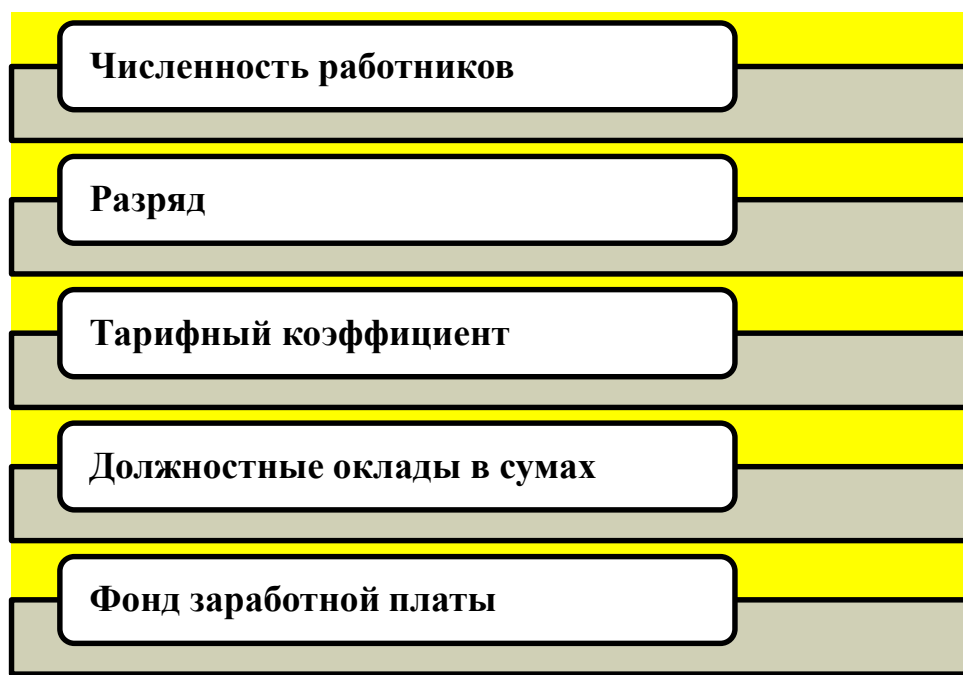 Численность работников
Разряд
Тарифный коэффициент
Должностные оклады в сумах
Фонд заработной платы